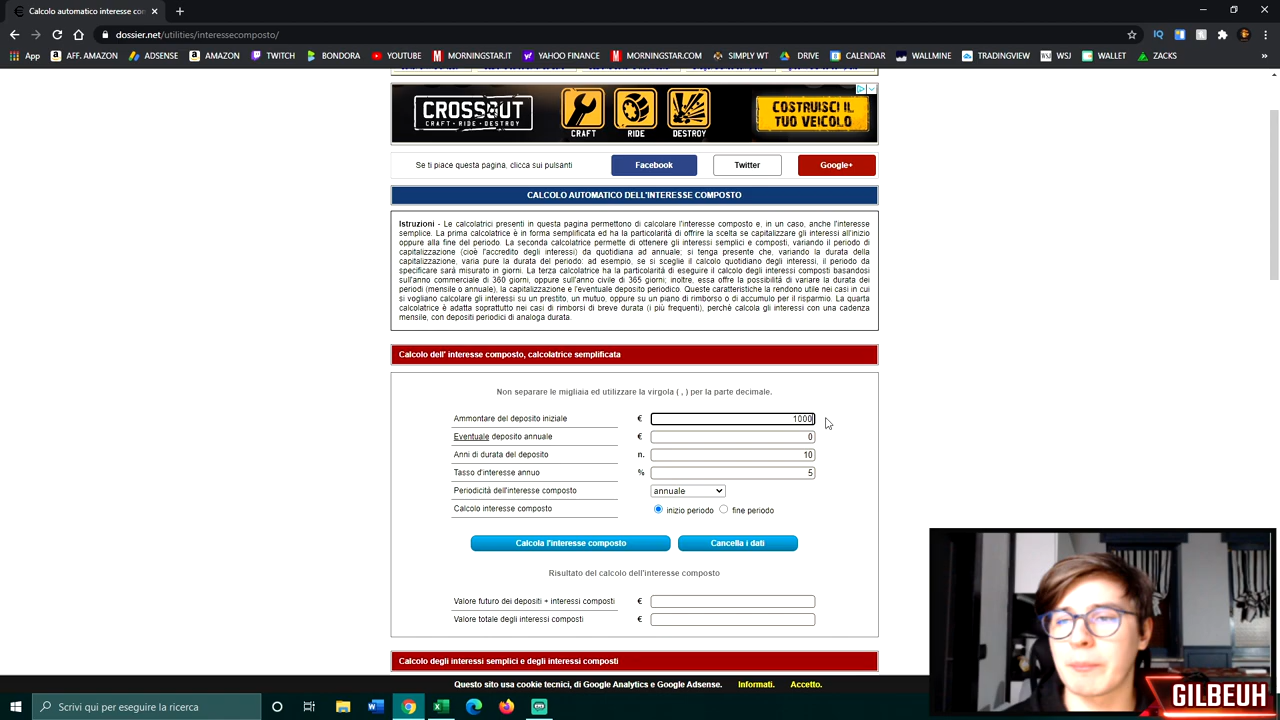 Calcolo automatico interesse co
dossier.net/utilities/interessecomposto/
App
AFF. AMAZON
ADSENSE
AMAZON
TWITCH
BONDORA
YOUTUBE
MORNINGSTAR.IT
YAHOO FINANCE
MORNINGSTAR.COM
SIMPLY WT
DRIVE
CALENDAR
WALLMINE
TRADINGVIEW
WSJ
WALLET
ZACKS
CROSSOUT
CRAFT • RIDE • DESTROY
CRAFT
RIDE
DESTROY
COSTRUISCI IL
TUO VEICOLO
Se ti piace questa pagina, clicca sui pulsanti
Facebook
Twitter
Google+
CALCOLO AUTOMATICO DELL'INTERESSE COMPOSTO
Istruzioni - Le calcolatrici presenti in questa pagina permettono di calcolare l'interesse composto e, in un caso, anche l'interesse
semplice. La prima calcolatrice è in forma semplificata ed ha la particolarità di offrire la scelta se capitalizzare gli interessi all'inizio
oppure alla fine del periodo. La seconda calcolatrice permette di ottenere gli interessi semplici e composti, variando il periodo di
capitalizzazione (cioè l'accredito degli interessi) da quotidiana ad annuale; si tenga presente che, variando la durata della
capitalizzazione, varia pure la durata del periodo: ad esempio, se si sceglie il calcolo quotidiano degli interessi, il periodo da
specificare sarà misurato in giorni. La terza calcolatrice ha la particolarità di eseguire il calcolo degli interessi composti basandosi
sull'anno commerciale di 360 giorni, oppure sull'anno civile di 365 giorni; inoltre, essa offre la possibilità di variare la durata dei
periodi (mensile o annuale), la capitalizzazione e l'eventuale deposito periodico. Queste caratteristiche la rendono utile nei casi in cui
si vogliano calcolare gli interessi su un prestito, un mutuo, oppure su un piano di rimborso o di accumulo per il risparmio. La quarta
calcolatrice è adatta soprattutto nei casi di rimborsi di breve durata (i più frequenti), perchè calcola gli interessi con una cadenza
mensile, con depositi periodici di analoga durata.
Calcolo dell' interesse composto, calcolatrice semplificata
Non separare le migliaia ed utilizzare la virgola ( , ) per la parte decimale.
Ammontare del deposito iniziale € 1000
Eventuale deposito annuale € 0
Anni di durata del deposito n. 10
Tasso d'interesse annuo % 5
Periodicità dell'interesse composto annuale
Calcolo interesse composto inizio periodo fine periodo
Calcola l'interesse composto
Cancella i dati
Risultato del calcolo dell'interesse composto
Valore futuro dei depositi + interessi composti €
Valore totale degli interessi composti €
Calcolo degli interessi semplici e degli interessi composti
Questo sito usa cookie tecnici, di Google Analytics e Google Adsense. Informati. Accetto.
Scrivi qui per eseguire la ricerca
GILBEUH